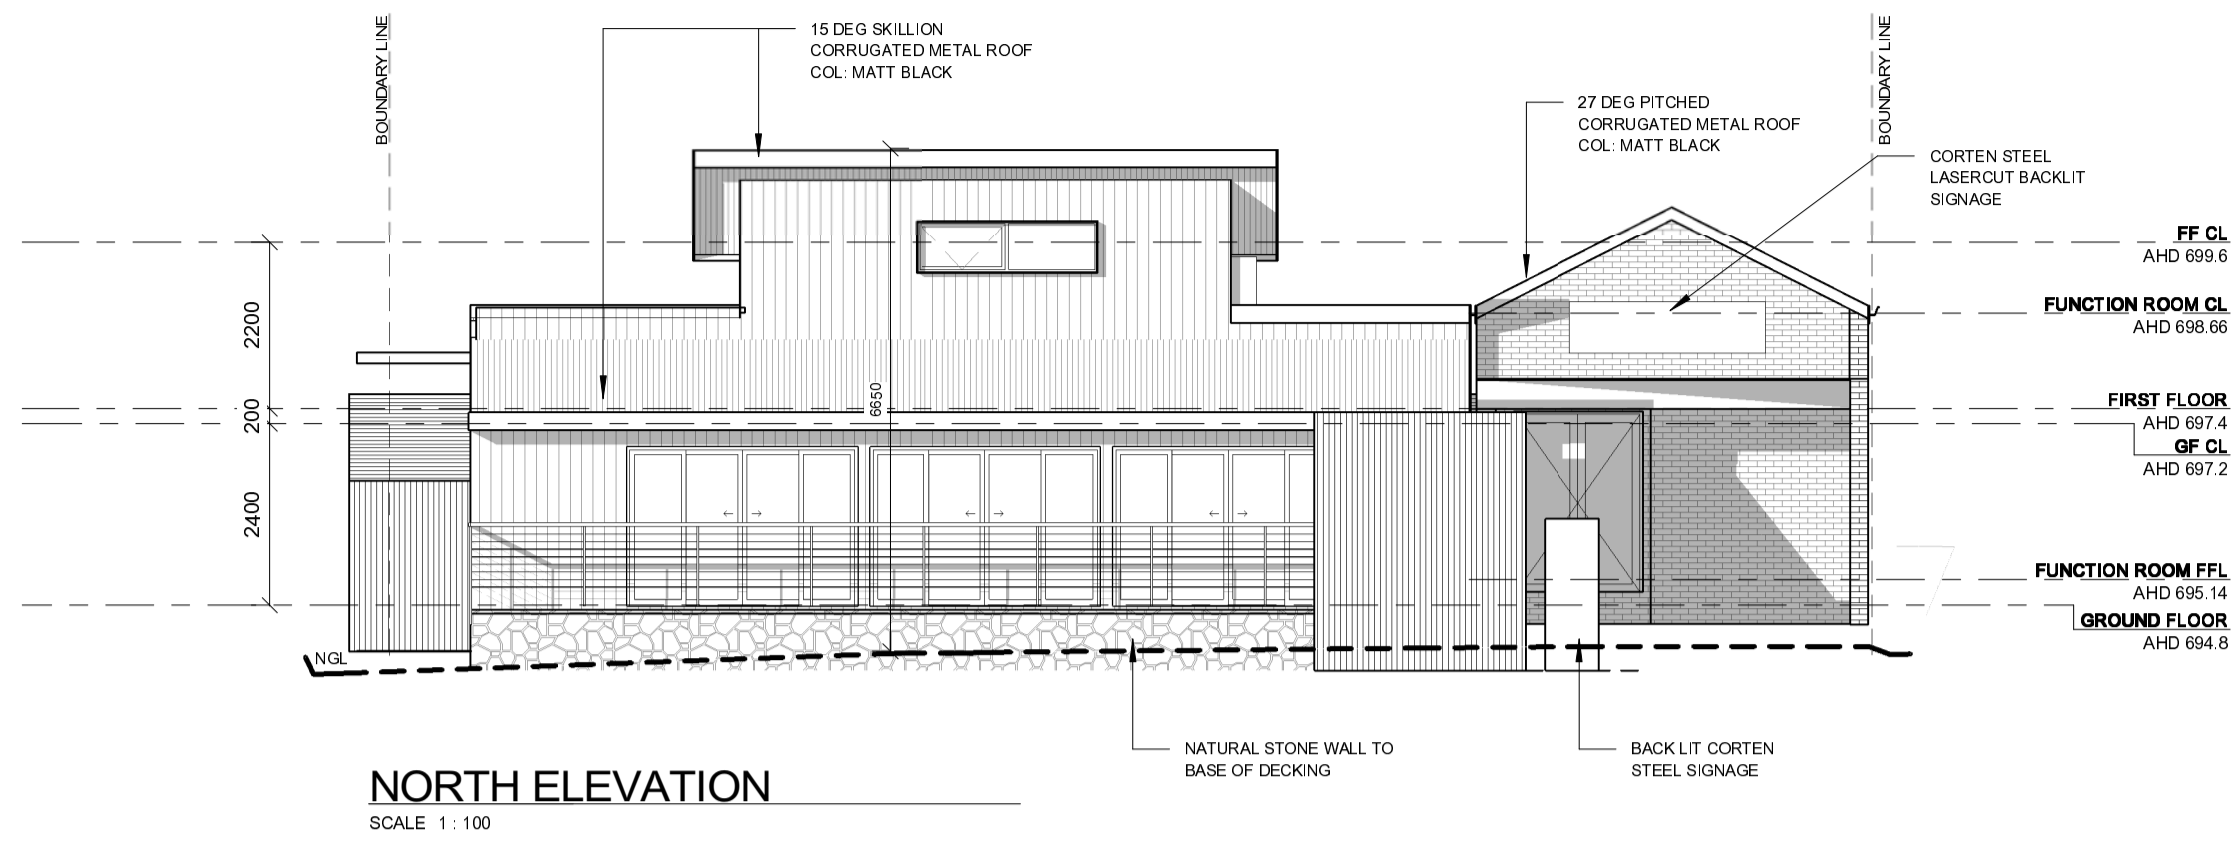 BOUNDARY LINE
15 DEG SKILLION
CORRUGATED METAL ROOF
COL: MATT BLACK
BOUNDARY LINE
27 DEG PITCHED
CORRUGATED METAL ROOF
COL: MATT BLACK
CORTEN STEEL
LASERCUT BACKLIT
SIGNAGE
FF CL
AHD 699.6
FUNCTION ROOM CL
AHD 698.66
2200
6650
FIRST FLOOR
AHD 697.4
200
GF CL
AHD 697.2
2400
FUNCTION ROOM FFL
AHD 695.14
GROUND FLOOR
AHD 694.8
NGL
NATURAL STONE WALL TO
BASE OF DECKING
BACK LIT CORTEN
STEEL SIGNAGE
NORTH ELEVATION
SCALE 1 : 100